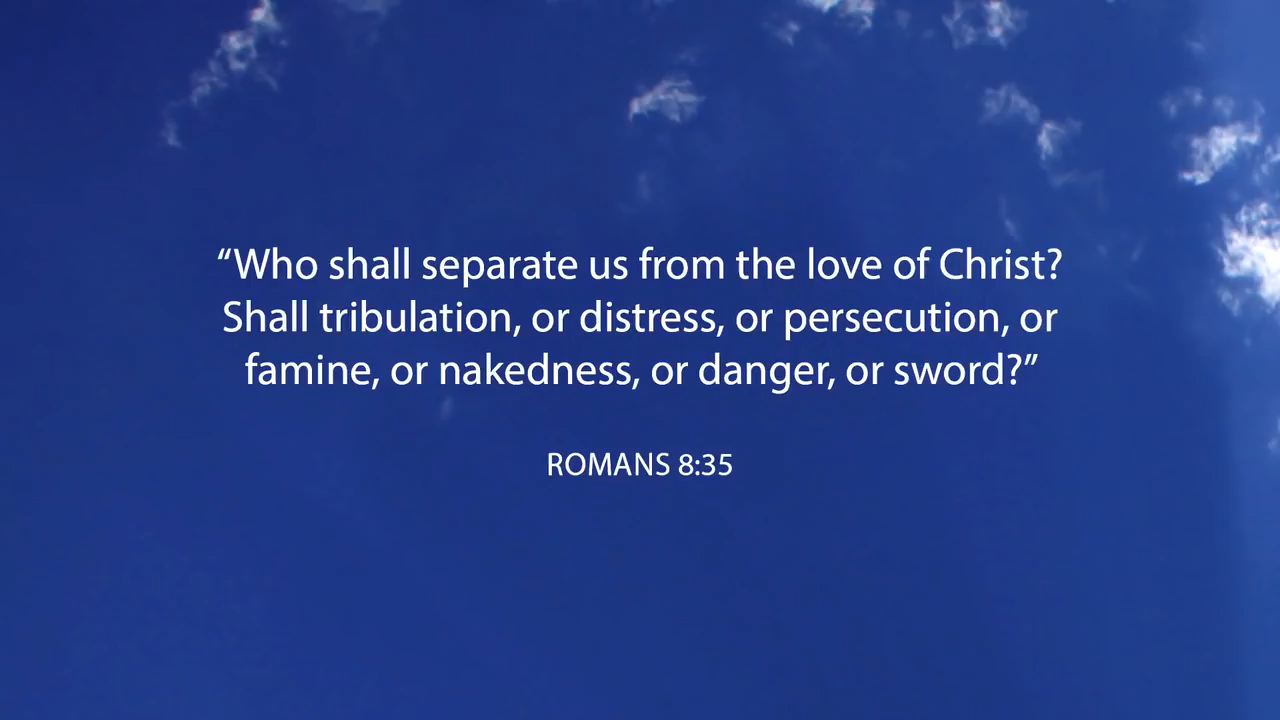 “Who shall separate us from the love of Christ?
Shall tribulation, or distress, or persecution, or
famine, or nakedness, or danger, or sword?”
ROMANS 8:35